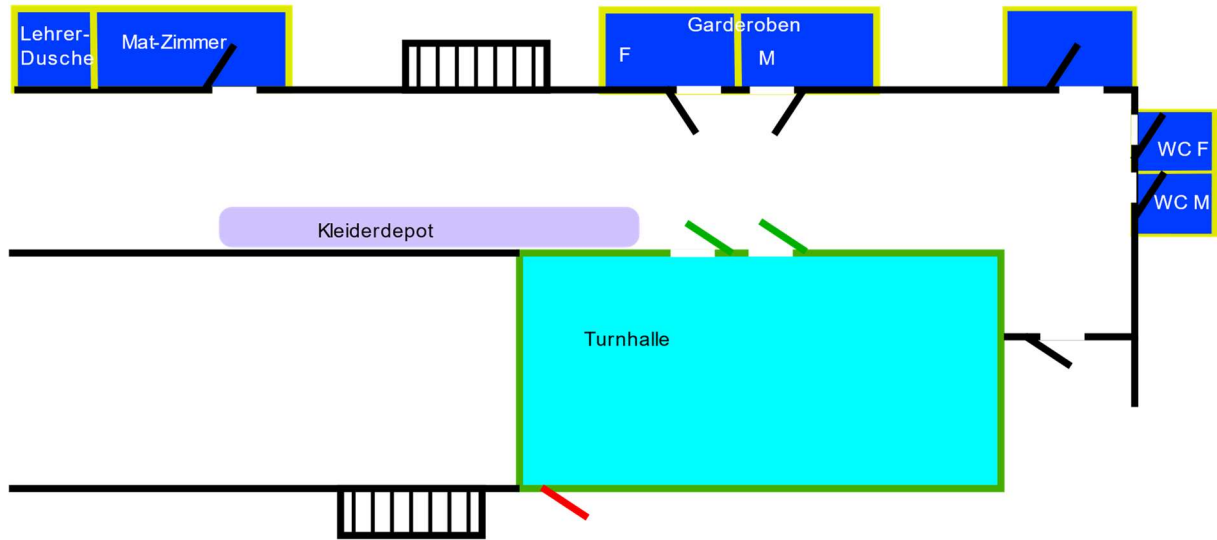 Lehrer-
Dusche
Mat-Zimmer
Garderoben
F
M
WC F
WC M
Kleiderdepot
Turnhalle